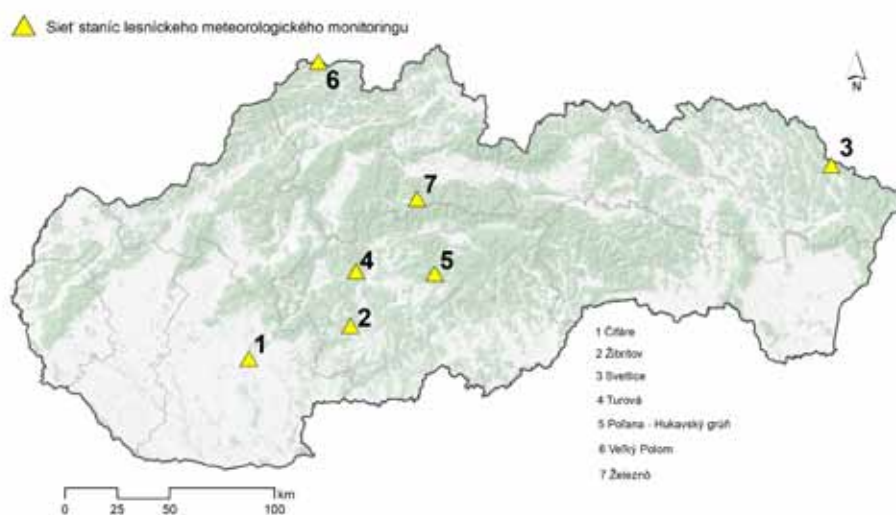 Sieť staníc lesníckeho meteorologického monitoringu
6
N
3
7
4
5
2
1
1 Čifáre
2 Žibritov
3 Svetlice
4 Turová
5 Poľana - Hukavský grúň
6 Veľký Polom
7 Železnô
km
0 25 50 100